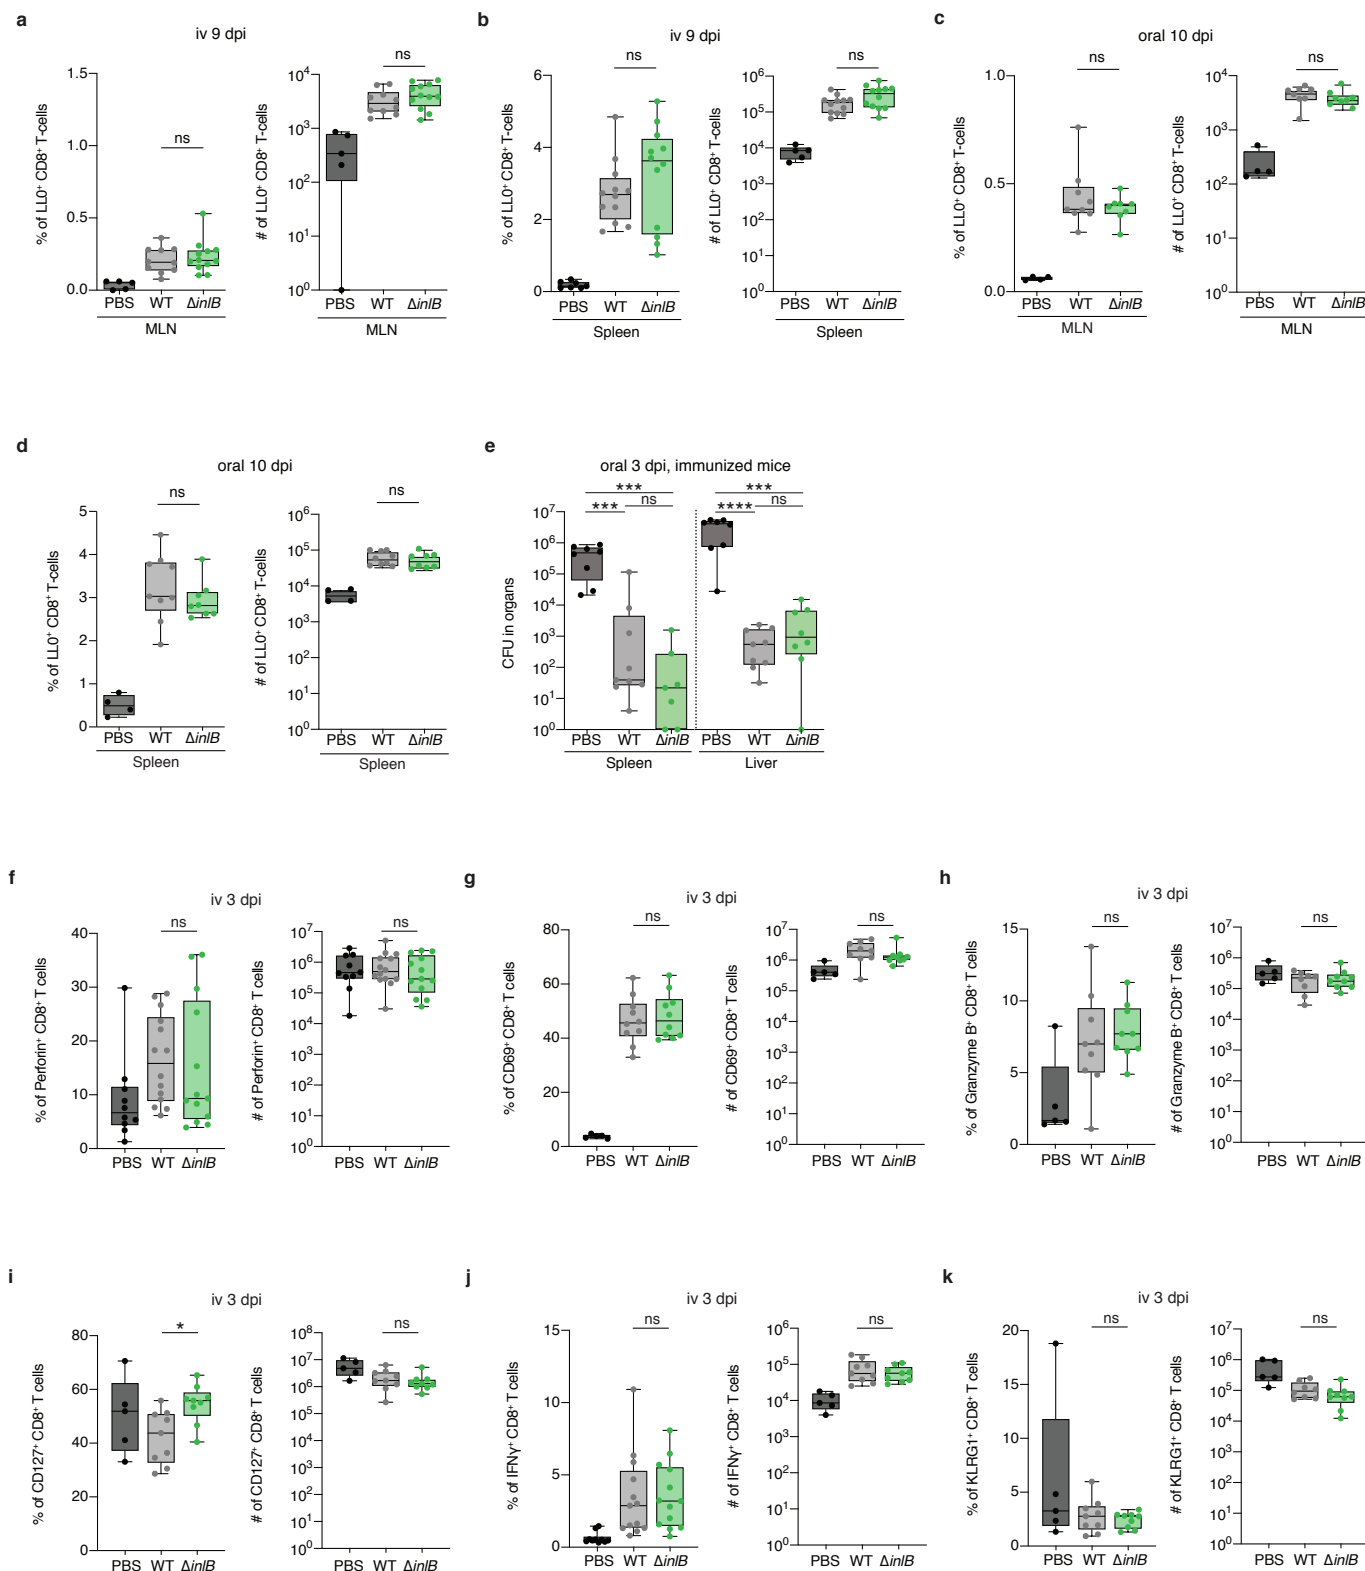 a
iv 9 dpi
ns
ns
% of LL0⁺ CD8⁺ T-cells
1.5
1.0
0.5
0.0
PBS WT ΔinlB
MLN
# of LL0⁺ CD8⁺ T-cells
10⁴
10³
10²
10¹
10⁰
PBS WT ΔinlB
MLN
b
iv 9 dpi
ns
ns
% of LL0⁺ CD8⁺ T-cells
6
4
2
0
PBS WT ΔinlB
Spleen
# of LL0⁺ CD8⁺ T-cells
10⁶
10⁵
10⁴
10³
10²
10¹
10⁰
PBS WT ΔinlB
Spleen
c
oral 10 dpi
ns
ns
% of LL0⁺ CD8⁺ T-cells
1.0
0.5
0.0
PBS WT ΔinlB
MLN
# of LL0⁺ CD8⁺ T-cells
10⁴
10³
10²
10¹
10⁰
PBS WT ΔinlB
MLN
d
oral 10 dpi
ns
ns
% of LL0⁺ CD8⁺ T-cells
5
4
3
2
1
0
PBS WT ΔinlB
Spleen
# of LL0⁺ CD8⁺ T-cells
10⁶
10⁵
10⁴
10³
10²
10¹
10⁰
PBS WT ΔinlB
Spleen
e
oral 3 dpi, immunized mice
*** ***
*** ns **** ns
CFU in organs
10⁷
10⁶
10⁵
10⁴
10³
10²
10¹
10⁰
PBS WT ΔinlB PBS WT ΔinlB
Spleen Liver
f
iv 3 dpi
ns
ns
% of Perforin⁺ CD8⁺ T cells
40
30
20
10
0
PBS WT ΔinlB
# of Perforin⁺ CD8⁺ T cells
10⁷
10⁶
10⁵
10⁴
10³
10²
10¹
10⁰
PBS WT ΔinlB
g
iv 3 dpi
ns
ns
% of CD69⁺ CD8⁺ T cells
80
60
40
20
0
PBS WT ΔinlB
# of CD69⁺ CD8⁺ T cells
10⁷
10⁶
10⁵
10⁴
10³
10²
10¹
10⁰
PBS WT ΔinlB
h
iv 3 dpi
ns
ns
% of Granzyme B⁺ CD8⁺ T cells
15
10
5
0
PBS WT ΔinlB
# of Granzyme B⁺ CD8⁺ T cells
10⁷
10⁶
10⁵
10⁴
10³
10²
10¹
10⁰
PBS WT ΔinlB
i
iv 3 dpi
*
ns
% of CD127⁺ CD8⁺ T cells
80
60
40
20
0
PBS WT ΔinlB
# of CD127⁺ CD8⁺ T cells
10⁸
10⁷
10⁶
10⁵
10⁴
10³
10²
10¹
10⁰
PBS WT ΔinlB
j
iv 3 dpi
ns
ns
% of IFNγ⁺ CD8⁺ T cells
15
10
5
0
PBS WT ΔinlB
# of IFNγ⁺ CD8⁺ T cells
10⁶
10⁵
10⁴
10³
10²
10¹
10⁰
PBS WT ΔinlB
k
iv 3 dpi
ns
ns
% of KLRG1⁺ CD8⁺ T cells
20
15
10
5
0
PBS WT ΔinlB
# of KLRG1⁺ CD8⁺ T cells
10⁷
10⁶
10⁵
10⁴
10³
10²
10¹
10⁰
PBS WT ΔinlB